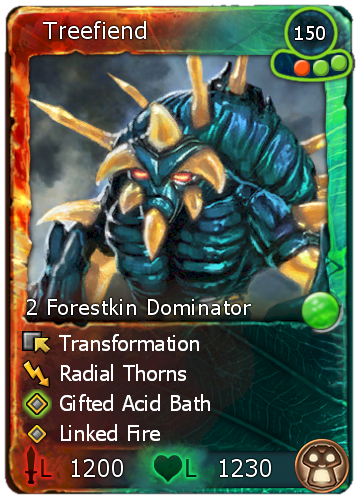 Treefiend
150
2 Forestkin Dominator
Transformation
Radial Thorns
Gifted Acid Bath
Linked Fire
L 1200 L 1230